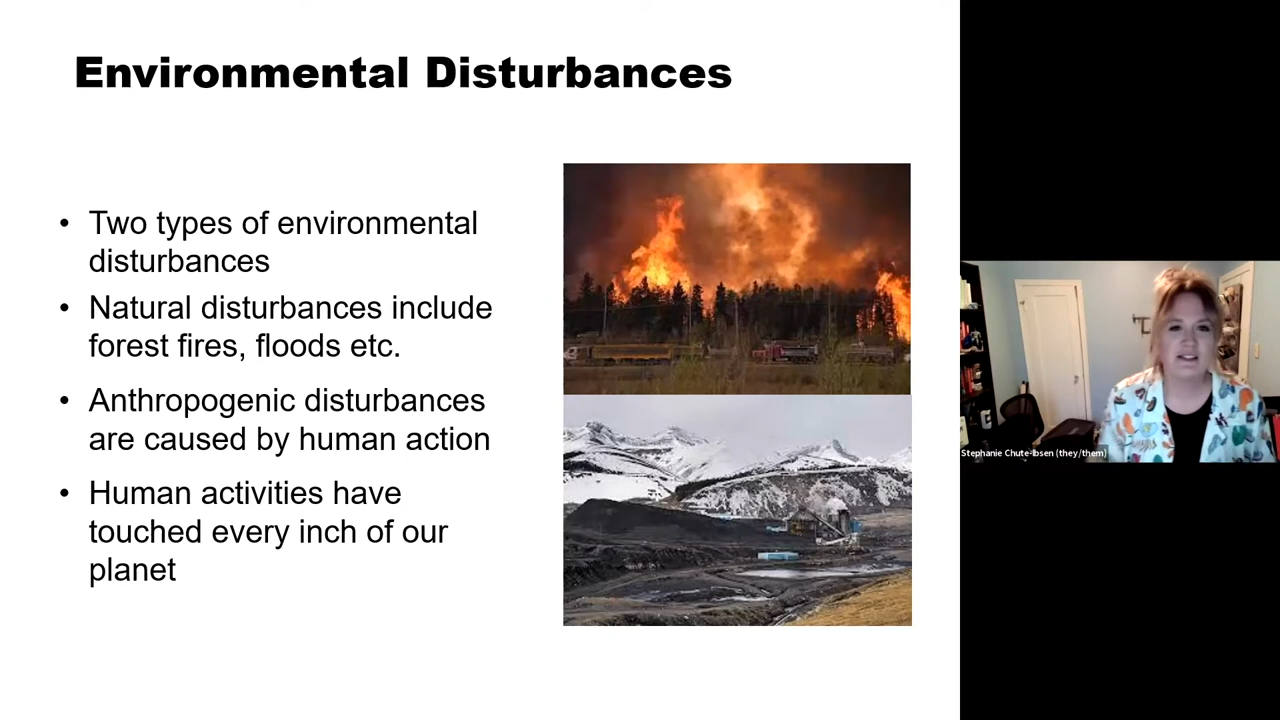 Environmental Disturbances
• Two types of environmental
disturbances
• Natural disturbances include
forest fires, floods etc.
• Anthropogenic disturbances
are caused by human action
• Human activities have
touched every inch of our
planet
Stephanie Chute-Ibsen (they/them)